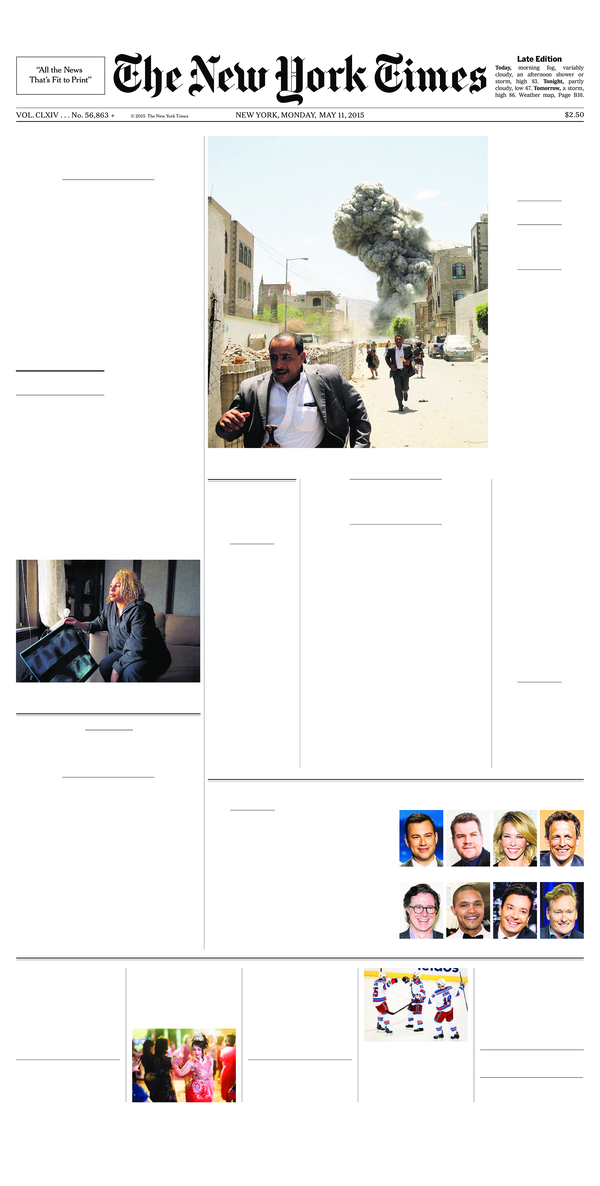 “All the News
That’s Fit to Print”
The New York Times
Late Edition
Today, morning fog, variably
cloudy, an afternoon shower or
storm, high 83. Tonight, partly
cloudy, low 67. Tomorrow, a storm,
high 86. Weather map, Page B10.
VOL. CLXIV . . . No. 56,863 + © 2015 The New York Times NEW YORK, MONDAY, MAY 11, 2015 $2.50